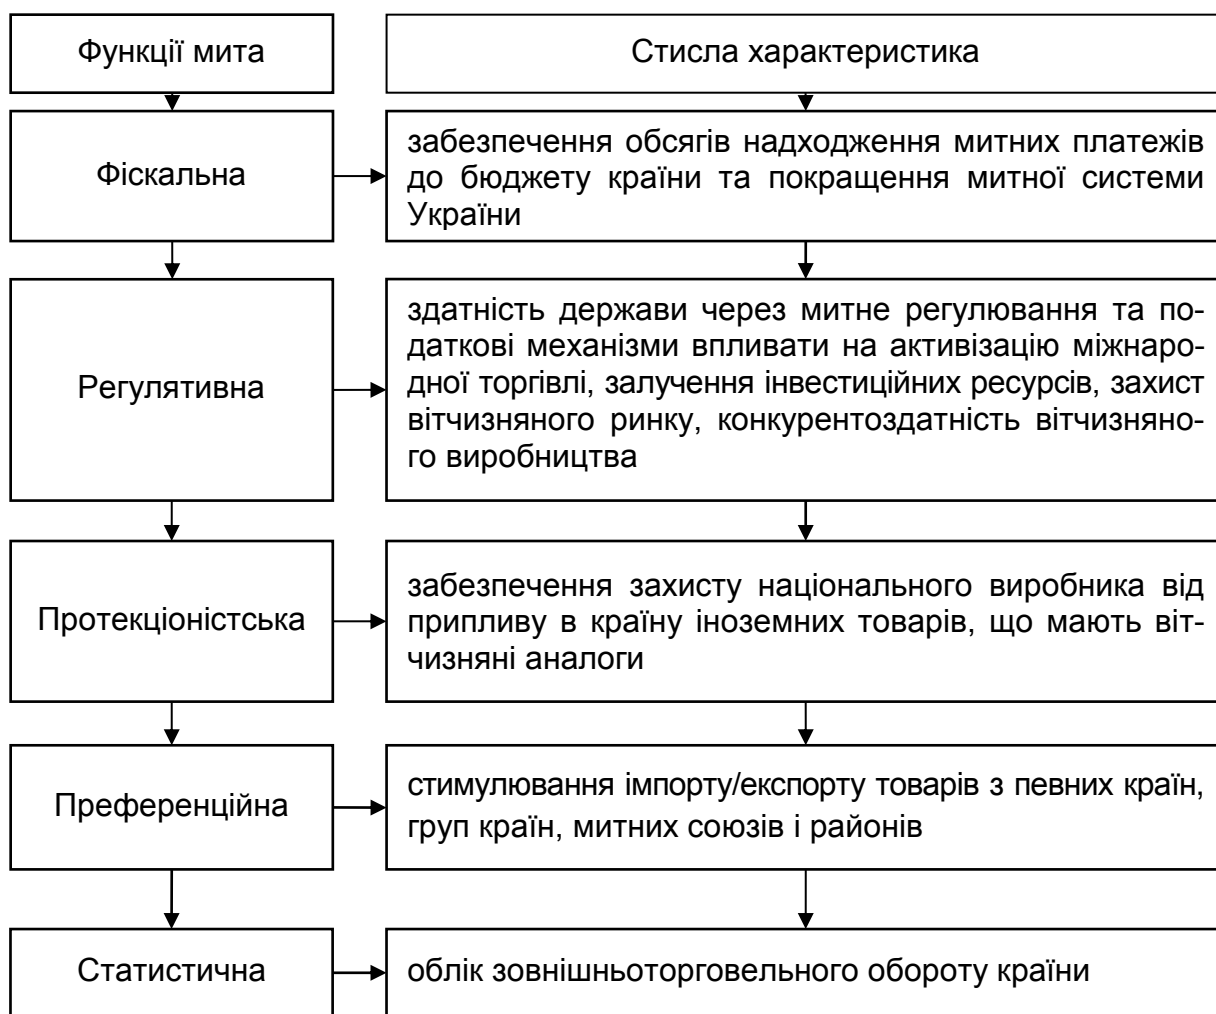 Функції мита
Стисла характеристика
Фіскальна
забезпечення обсягів надходження митних платежів
до бюджету країни та покращення митної системи
України
Регулятивна
здатність держави через митне регулювання та по-
даткові механізми впливати на активізацію міжнаро-
дної торгівлі, залучення інвестиційних ресурсів, захист
вітчизняного ринку, конкурентоздатність вітчизняно-
го виробництва
Протекціоністська
забезпечення захисту національного виробника від
припливу в країну іноземних товарів, що мають віт-
чизняні аналоги
Преференційна
стимулювання імпорту/експорту товарів з певних країн,
груп країн, митних союзів і районів
Статистична
облік зовнішньоторговельного обороту країни